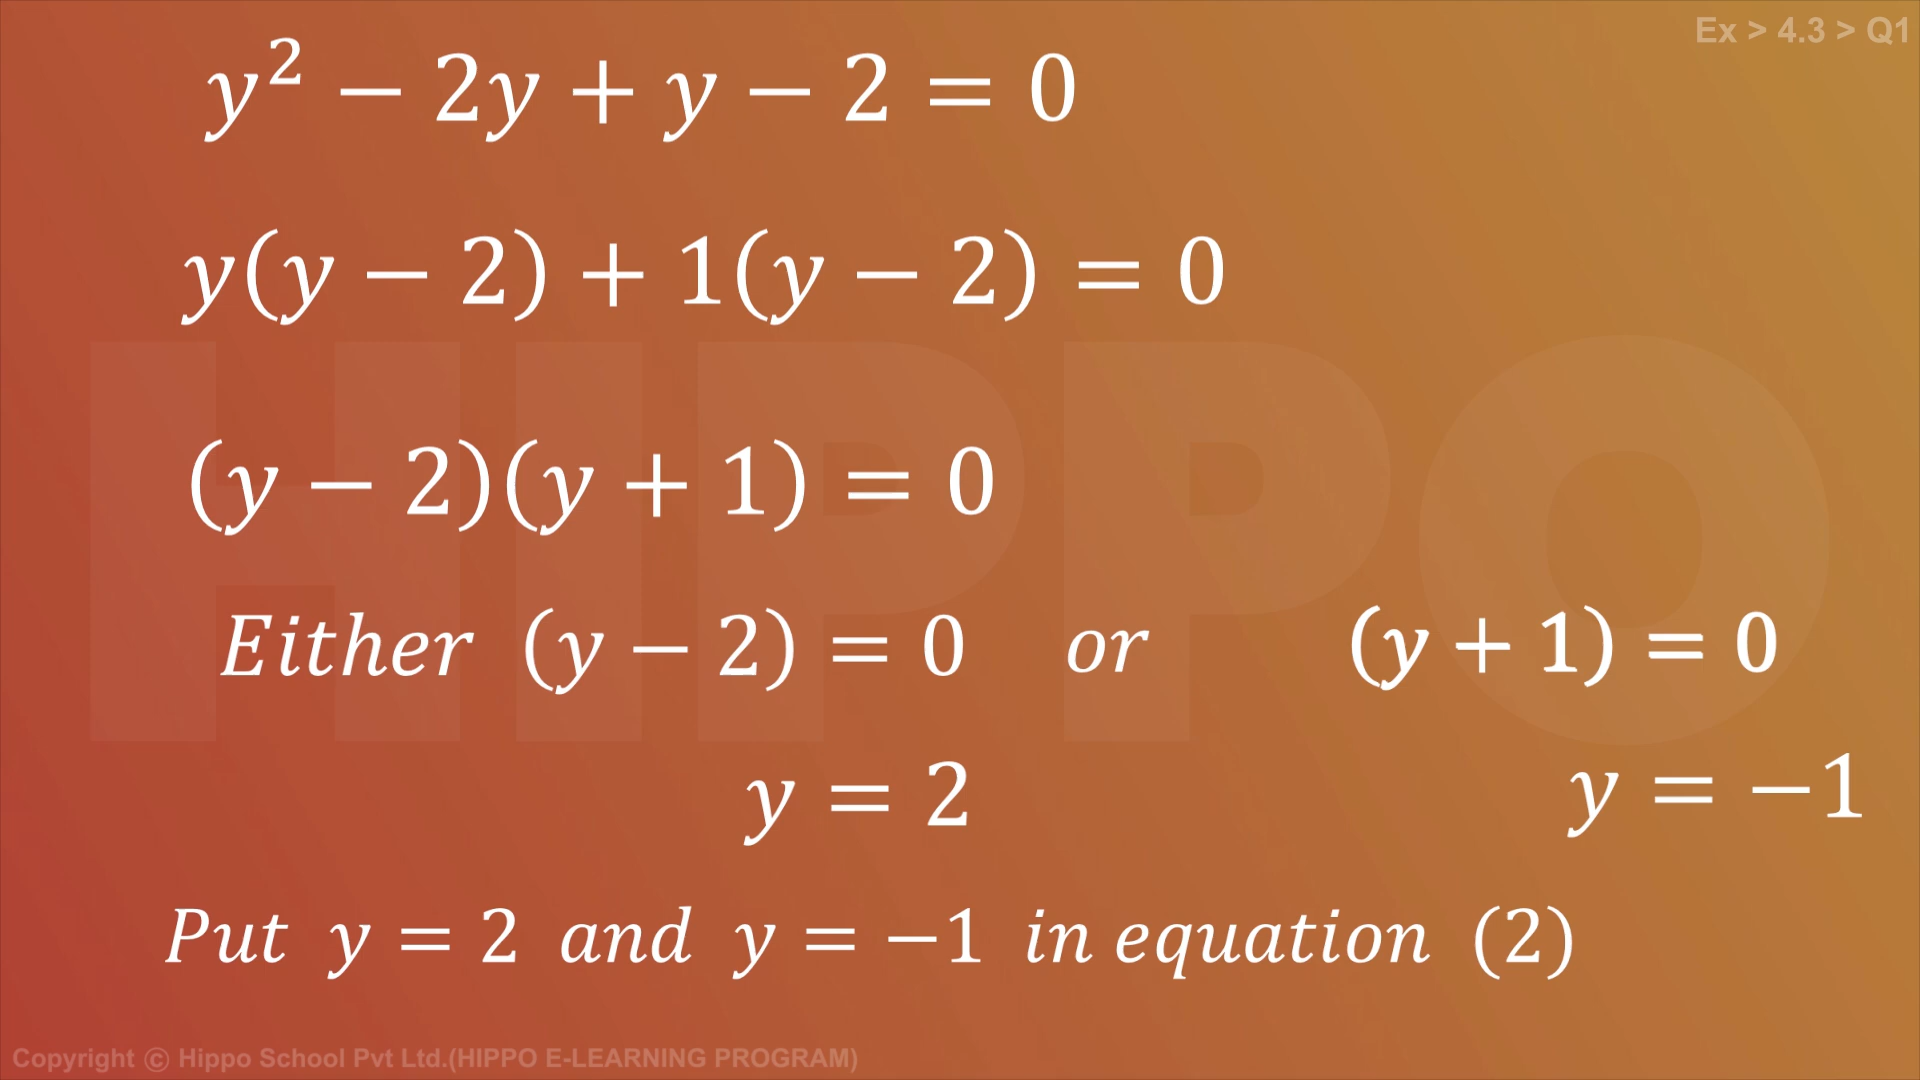 Ex > 4.3 > Q1
y² − 2y + y − 2 = 0
y(y − 2) + 1(y − 2) = 0
(y − 2)(y + 1) = 0
Either (y − 2) = 0 or (y + 1) = 0
y = 2 y = −1
Put y = 2 and y = −1 in equation (2)
HIPPO
Copyright © Hippo School Pvt Ltd.(HIPPO E-LEARNING PROGRAM)